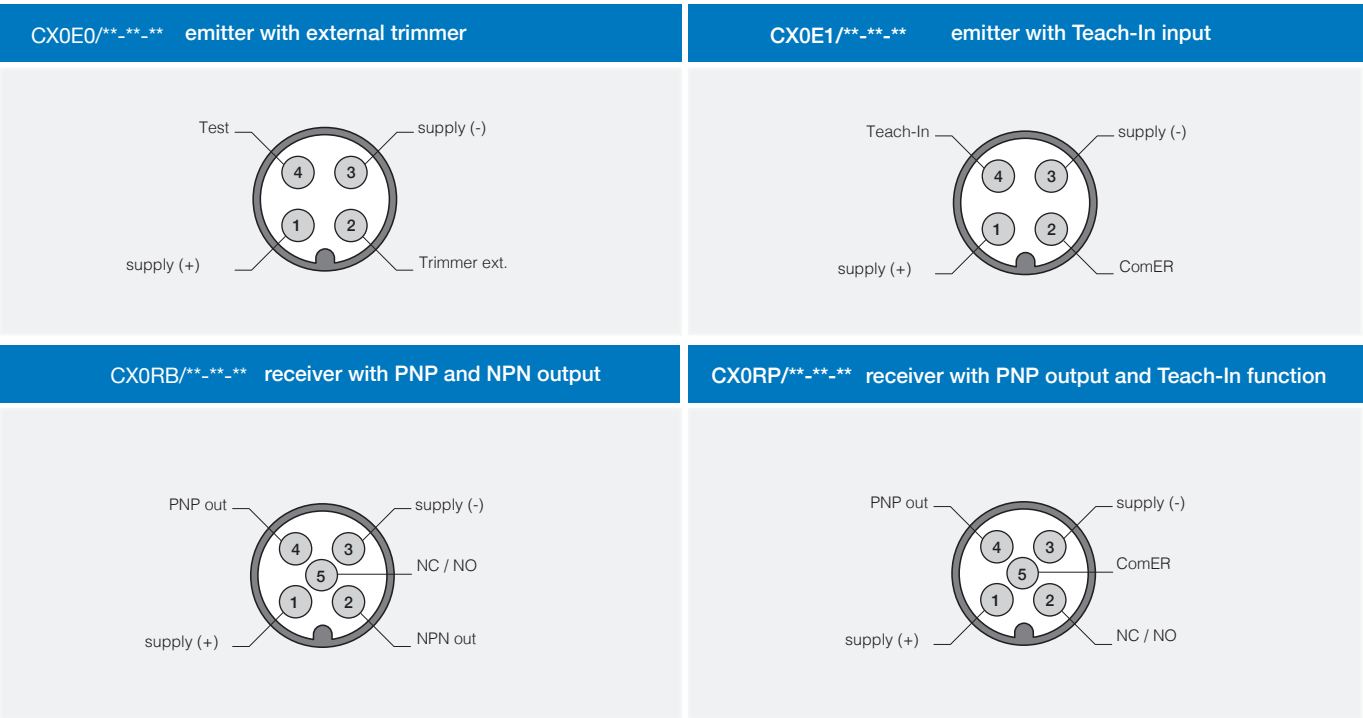 CX0E0/**-**-** emitter with external trimmer
Test
supply (-)
4
3
1
2
supply (+)
Trimmer ext.
CX0E1/**-**-** emitter with Teach-In input
Teach-In
supply (-)
4
3
1
2
supply (+)
ComER
CX0RB/**-**-** receiver with PNP and NPN output
PNP out
supply (-)
4
3
5
NC / NO
1
2
supply (+)
NPN out
CX0RP/**-**-** receiver with PNP output and Teach-In function
PNP out
supply (-)
4
3
5
ComER
1
2
supply (+)
NC / NO